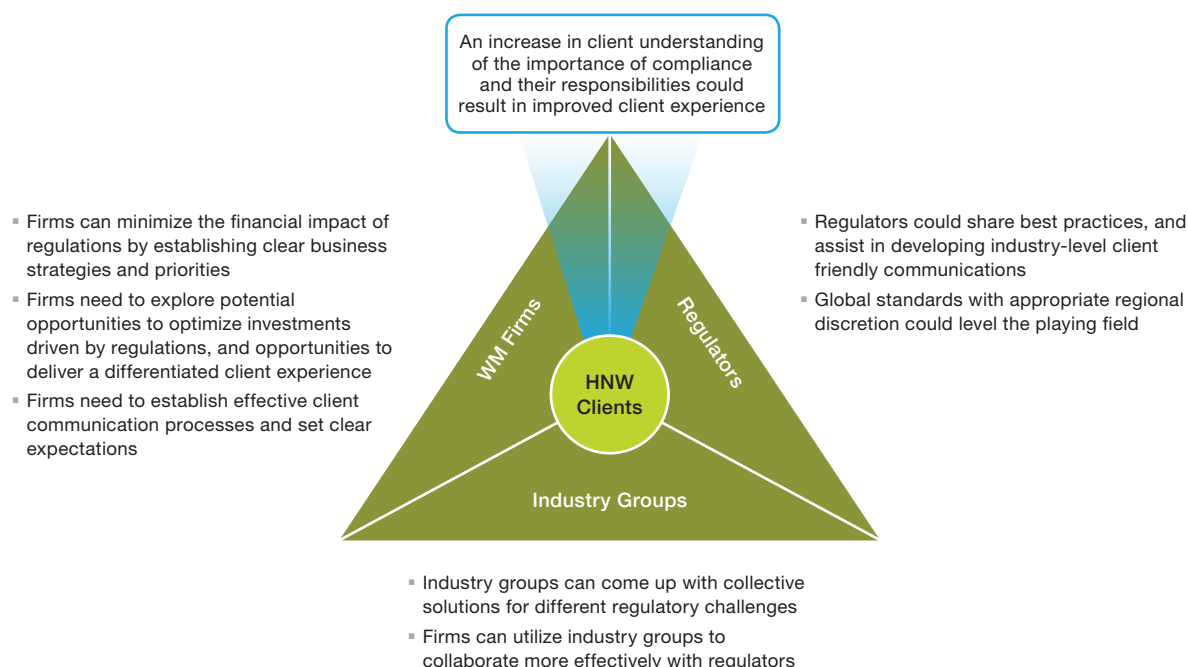 An increase in client understanding
of the importance of compliance
and their responsibilities could
result in improved client experience
▪ Firms can minimize the financial impact of
regulations by establishing clear business
strategies and priorities
▪ Firms need to explore potential
opportunities to optimize investments
driven by regulations, and opportunities to
deliver a differentiated client experience
▪ Firms need to establish effective client
communication processes and set clear
expectations
WM Firms
HNW
Clients
Regulators
Industry Groups
▪ Regulators could share best practices, and
assist in developing industry-level client
friendly communications
▪ Global standards with appropriate regional
discretion could level the playing field
▪ Industry groups can come up with collective
solutions for different regulatory challenges
▪ Firms can utilize industry groups to
collaborate more effectively with regulators